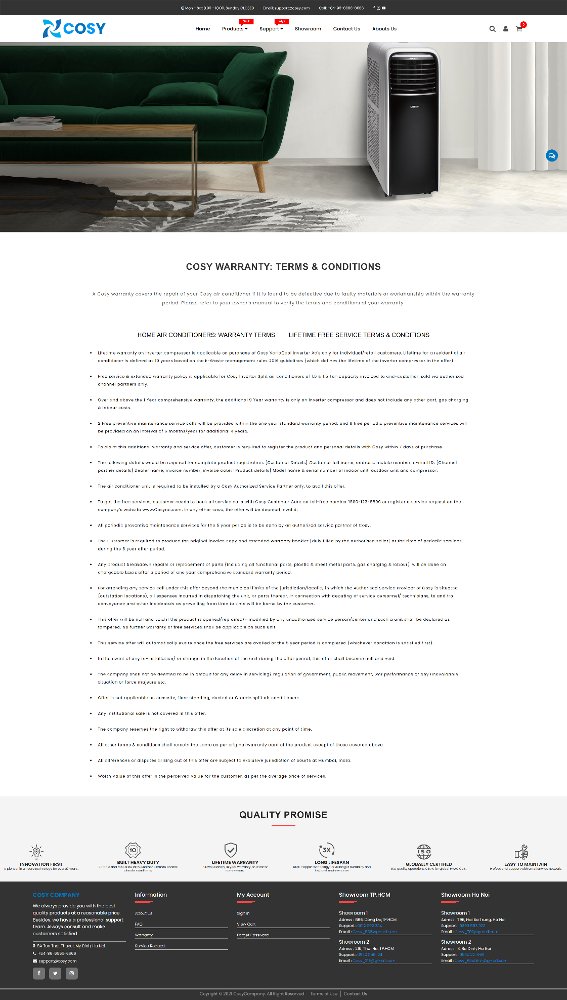 Mon - Sat 8.00 - 18.00. Sunday CLOSED Email: support@cosy.com Call: +84-96-6666-6666
COSY
Home Products Support Showroom Contact Us Abouts Us
SALE 24/7 0
Cruise
COSY WARRANTY: TERMS & CONDITIONS
A Cosy warranty covers the repair of your Cosy air conditioner if it is found to be defective due to faulty materials or workmanship within the warranty
period. Please refer to your owner's manual to verify the terms and conditions of your warranty.
HOME AIR CONDITIONERS: WARRANTY TERMS LIFETIME FREE SERVICE TERMS & CONDITIONS
Lifetime warranty on inverter compressor is applicable on purchase of Cosy VarioQool Inverter Ac's only for individual/retail customers. Lifetime for a residential air
conditioner is defined as 10 years based on the E-Waste management rules 2016 guidelines (which defines the lifetime of the inverter compressor in the offer).
Free service & extended warranty policy is applicable for Cosy Inverter Split air conditioners of 1.0 & 1.5 Ton capacity invoiced to end-customer, sold via authorised
channel partners only.
Over and above the 1 Year comprehensive warranty, the additional 9 Year warranty is only on Inverter compressor and does not include any other part, gas charging
& labour costs.
2 Free preventive maintenance service calls will be provided within the one year standard warranty period, and 8 free periodic preventive maintenance services will
be provided on an interval of 6 months/year for additional 4 years.
To claim this additional warranty and service offer, customer is required to register the product and personal details with Cosy within 7 days of purchase.
The following details would be required for complete product registration: [Customer Details] Customer full name, address, mobile number, e-mail ID; [Channel
partner details] Dealer name, invoice number, invoice date; [Product details] Model name & serial number of indoor unit, outdoor unit and compressor.
The air conditioner unit is required to be installed by a Cosy Authorized Service Partner only, to avail this offer.
To get the free services, customer needs to book all service calls with Cosy Customer Care on toll-free number 1800-123-8800 or register a service request on the
company's website www.Cosyac.com. In any other case, the offer will be deemed invalid.
All periodic preventive maintenance services for the 5 year period is to be done by an authorized service partner of Cosy.
The Customer is required to produce the original invoice copy and extended warranty booklet [duly filled by the authorised seller] at the time of periodic services,
during the 5 year offer period.
Any product breakdown repairs or replacement of parts (including all functional parts, plastic & sheet metal parts, gas charging & labour), will be done on
chargeable basis after a period of one year comprehensive standard warranty period.
For attending any service call under this offer beyond the municipal limits of the jurisdiction/locality in which the Authorised Service Provider of Cosy is situated
(outstation locations), all expenses incurred in dispatching the unit, or parts thereof, in connection with deputing of service personnel/ technicians, to and fro
conveyance and other incidentals as prevailing from time to time will be borne by the customer.
This offer will be null and void if the product is opened/rep aired/- modified by any unauthorized service person/center and such a unit shall be declared as
tampered. No further warranty or free services shall be applicable on such unit.
This service offer will automatically expire once the free services are availed or the 5 year period is completed (whichever condition is satisfied first).
In the event of any re-installation/ or change in the location of the unit during the offer period, this offer shall become null and void.
The company shall not be deemed to be in default for any delay in servicing/ regulation of government, public movement, war performance or any unavoidable
situation or force majeure etc.
Offer is not applicable on cassette, floor standing, ducted or Grande split air conditioners.
Any institutional sale is not covered in this offer.
The company reserves the right to withdraw this offer at its sole discretion at any point of time.
All other terms & conditions shall remain the same as per original warranty card of the product except of those covered above.
All differences or disputes arising out of this offer are subject to exclusive jurisdiction of courts at Mumbai, India.
Worth Value of this offer is the perceived value for the customer, as per the average price of services.
QUALITY PROMISE
10 3X ISO
INNOVATION FIRST BUILT HEAVY DUTY LIFETIME WARRANTY LONG LIFESPAN GLOBALLY CERTIFIED EASY TO MAINTAIN
A pioneer in air care technology for over 27 years. Durable and robust build to weather extreme coastal A revolutionary 10 year warranty on inverter 100% copper technology for 3x longer durability and ISO quality operations OEM's for global HVAC Co's. Professional support with a nationwide network.
climate conditions compressors. low cost maintenance.
COSY COMPANY Information My Account Showroom TP.HCM Showroom Ha Noi
We always provide you with the best
quality products at a reasonable price.
Besides, we have a professional support
team. Always consult and make
customers satisfied
8A Ton That Thuyet, My Dinh, Ha Noi
+84-96-6656-6666
support@cosy.com
About Us
FAQ
Warranty
Service Request
Sign In
View Cart
Forget Password
Showroom 1
Adress : 886, Dong Da,TP.HCM
Support : 0812 992 334
Email : Cosy_886@gmail.com
Showroom 2
Adress : 216, Thai Ha, TP.HCM
Support : 0930 858 124
Email : Cosy_216@gmail.com
Showroom 1
Adress : 798, Hai Ba Trung, Ha Noi
Support : 0693 993 323
Email : Cosy_798@gmail.com
Showroom 2
Adress : 8, Ba Dinh, Ha Noi
Support : 0686 221 999
Email : Cosy_8BaDinh@gmail.com
Coyright © 2021 CosyCompany. All Right Reserved Terms of Use Contact Us